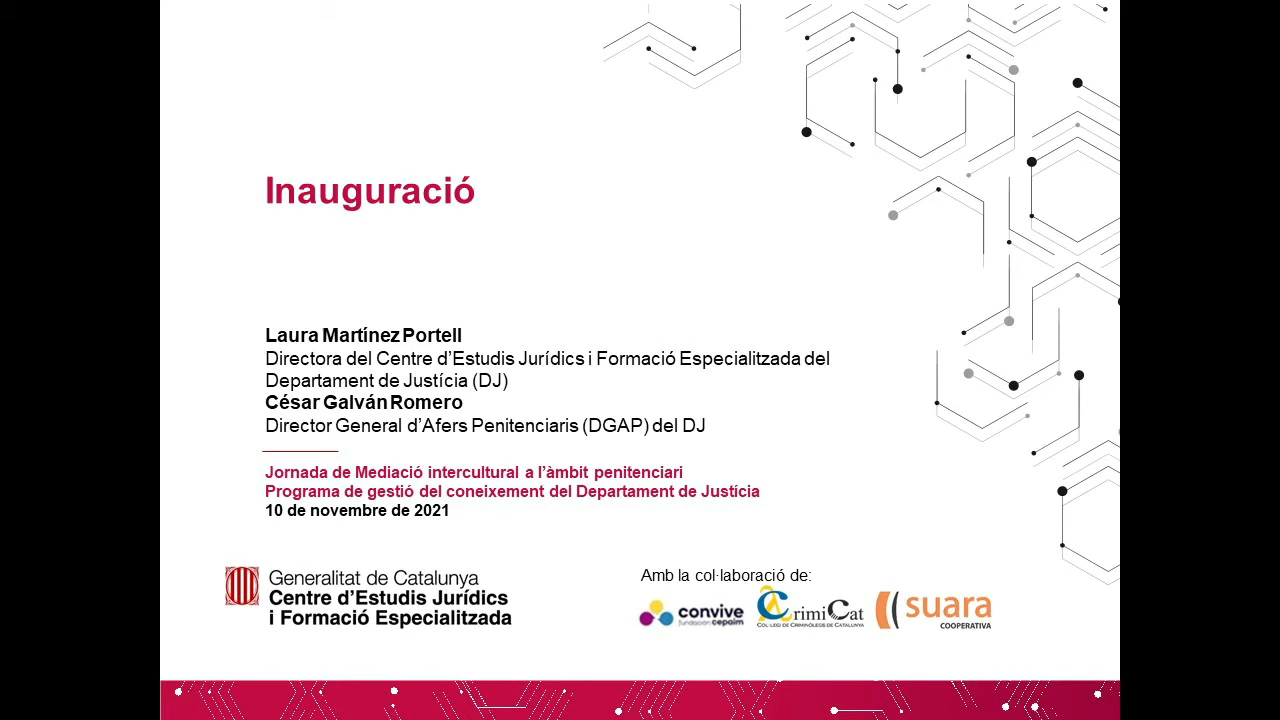 Inauguració
Laura Martínez Portell
Directora del Centre d'Estudis Jurídics i Formació Especialitzada del
Departament de Justícia (DJ)
César Galván Romero
Director General d'Afers Penitenciaris (DGAP) del DJ
Jornada de Mediació intercultural a l'àmbit penitenciari
Programa de gestió del coneixement del Departament de Justícia
10 de novembre de 2021
Generalitat de Catalunya
Centre d'Estudis Jurídics
i Formació Especialitzada
Amb la col·laboració de:
convive
fundación cepaim
CrimiCat
COL·LEGI DE CRIMINÒLEGS DE CATALUNYA
suara
COOPERATIVA